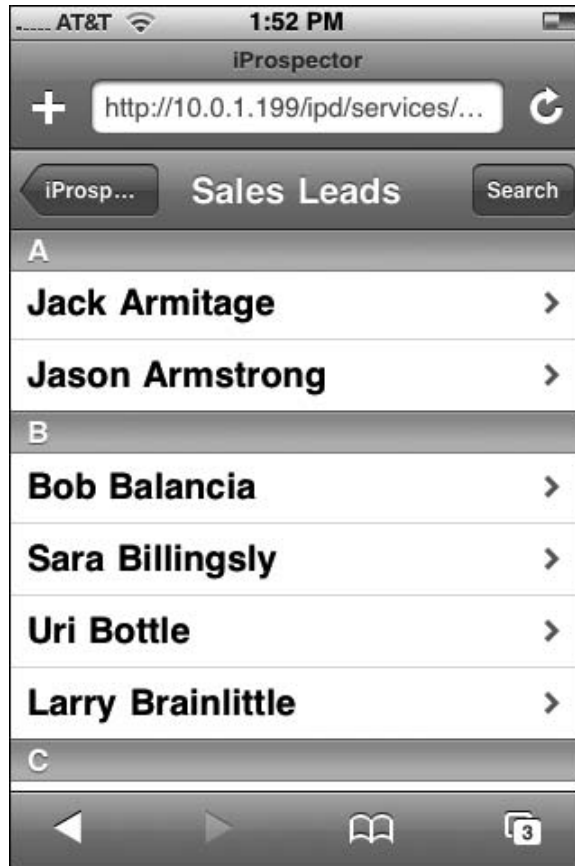 AT&T 1:52 PM
iProspector
http://10.0.1.199/ipd/services/...
iProsp... Sales Leads Search
A
Jack Armitage
Jason Armstrong
B
Bob Balancia
Sara Billingsly
Uri Bottle
Larry Brainlittle
C
3